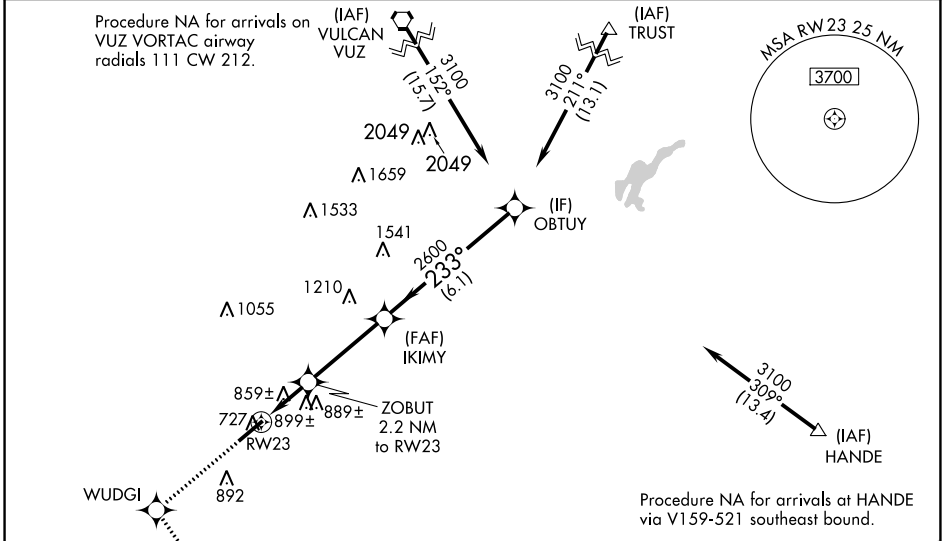 Procedure NA for arrivals on
VUZ VORTAC airway
radials 111 CW 212.
(IAF)
VULCAN
VUZ
3100
152°
(15.7)
(IAF)
TRUST
3100
211°
(13.1)
MSA RW23 25 NM
3700
2049
2049
1659
1533
1541
(IF)
OBTUY
2600
233°
(6.1)
1210
1055
(FAF)
IKIMY
859±
727
899±
889±
RW23
ZOBUT
2.2 NM
to RW23
3100
309°
(13.4)
(IAF)
HANDE
892
WUDGI
Procedure NA for arrivals at HANDE
via V159-521 southeast bound.